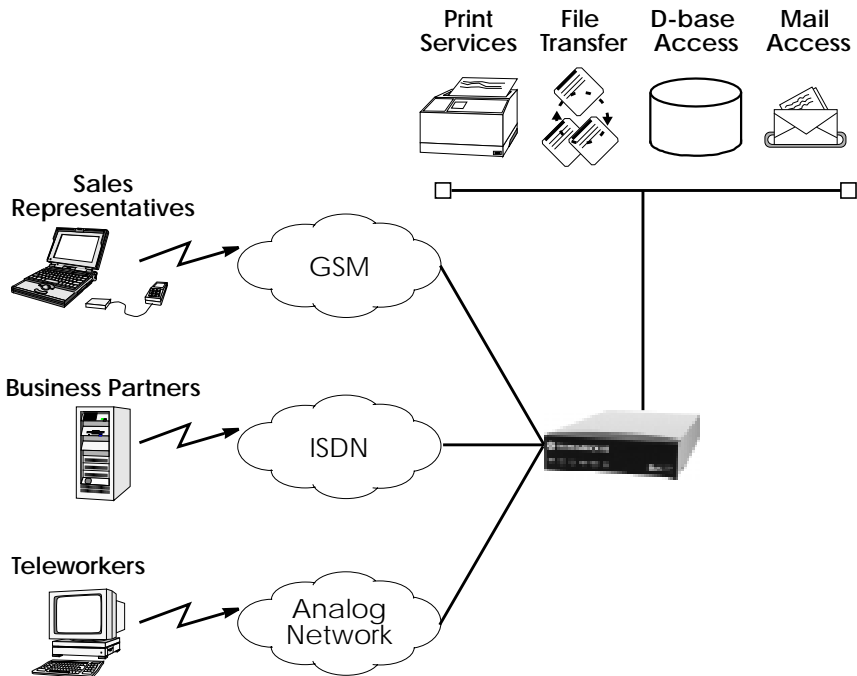 Print Services
File Transfer
D-base Access
Mail Access
Sales
Representatives
GSM
Business Partners
ISDN
Teleworkers
Analog
Network